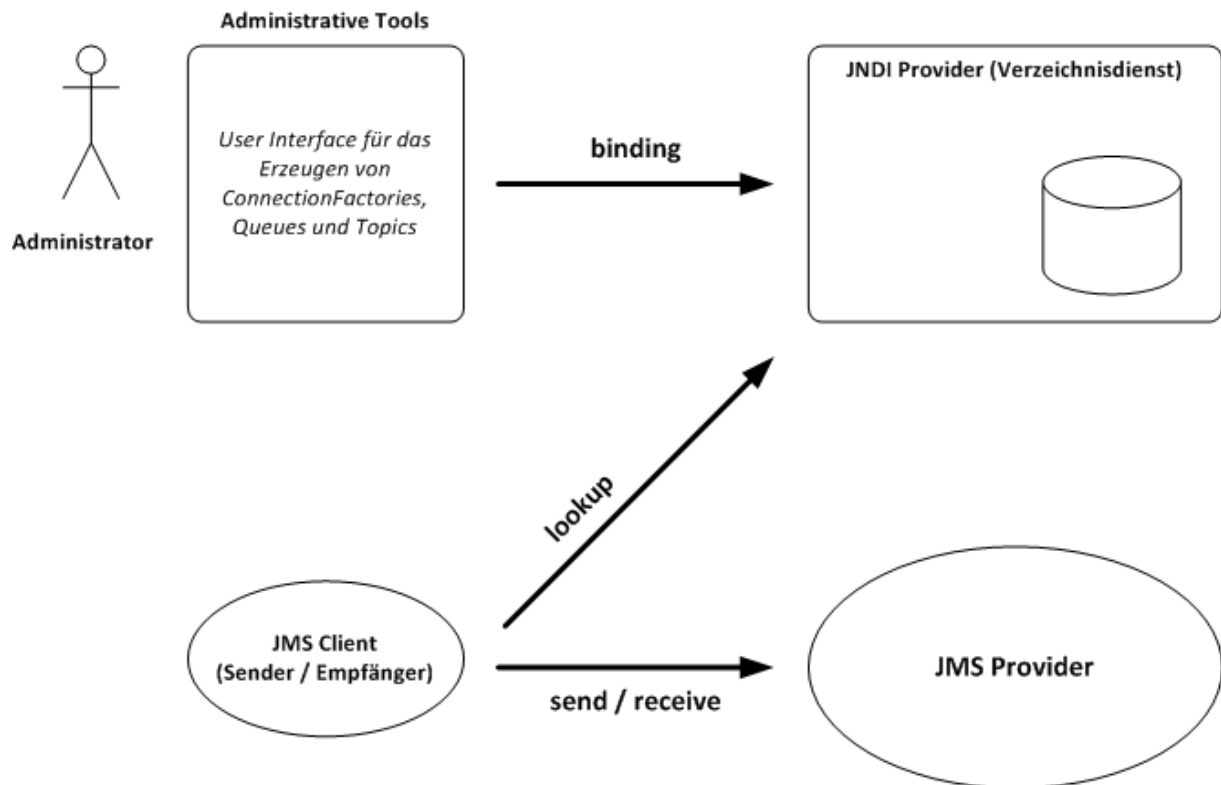 Administrative Tools
JNDI Provider (Verzeichnisdienst)
User Interface für das
Erzeugen von
ConnectionFactories,
Queues und Topics
binding
Administrator
lookup
JMS Client
(Sender / Empfänger)
JMS Provider
send / receive